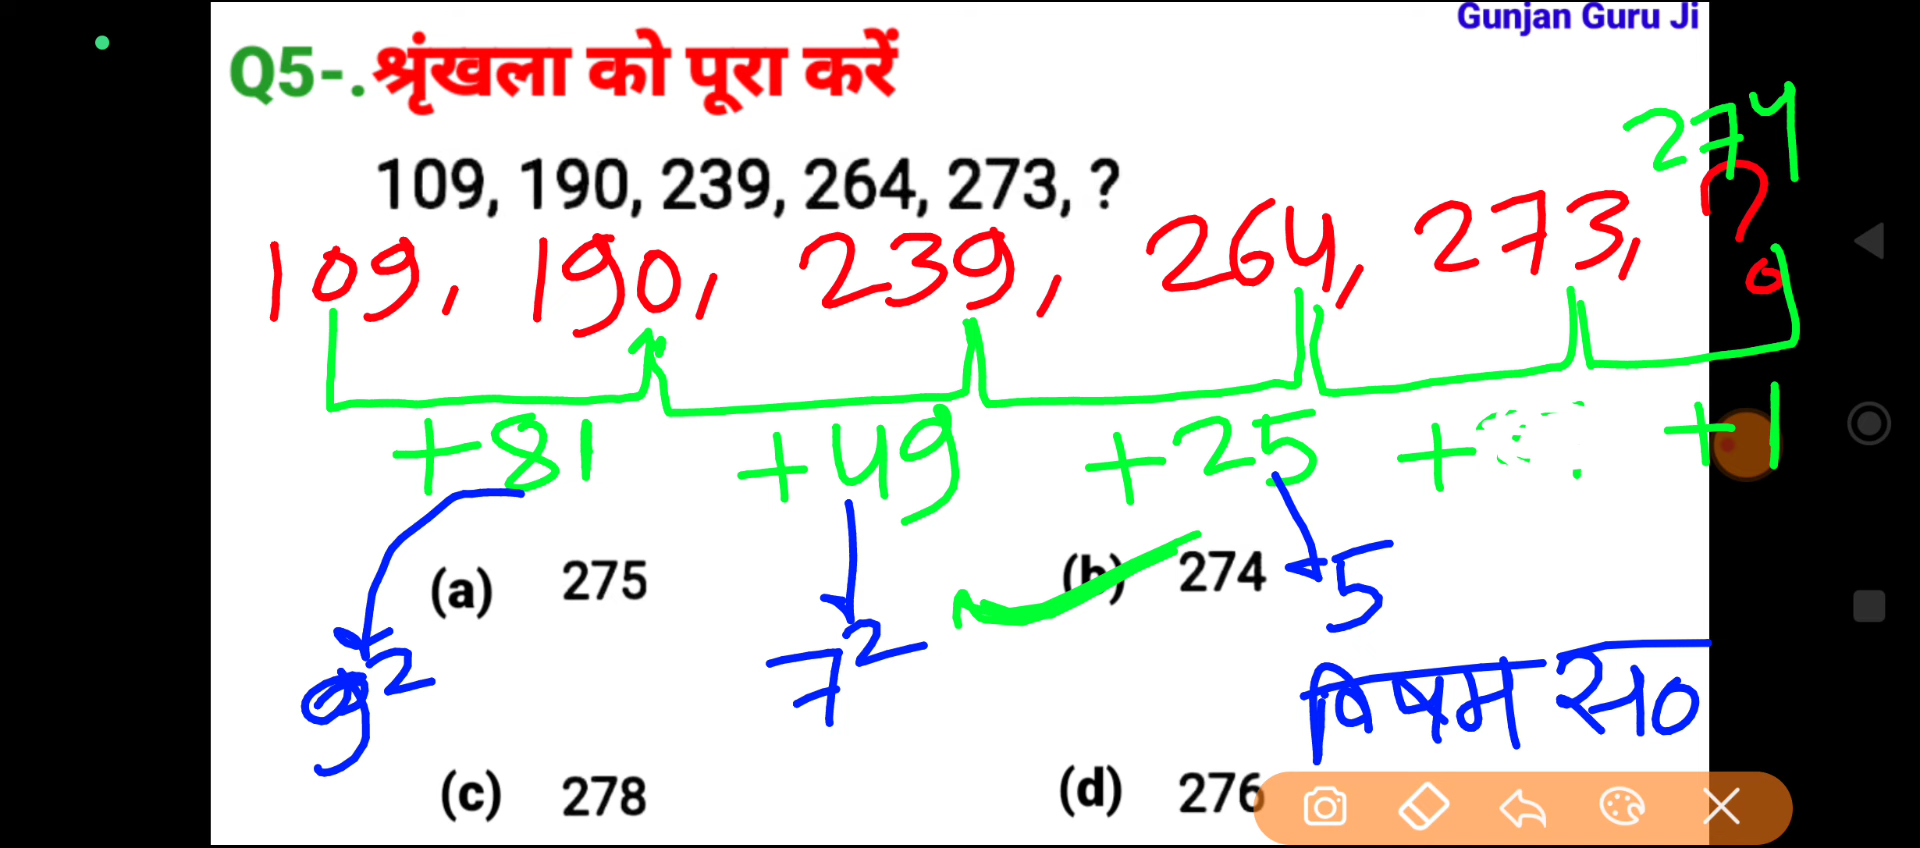 Gunjan Guru Ji
Q5-. श्रृंखला को पूरा करें
274
109, 190, 239, 264, 273, ?
109, 190, 239, 264, 273, ?
+81 +49 +25 + +1
(a) 275 (b) 274
5
9² 7²
विषम सं०
(c) 278 (d) 276